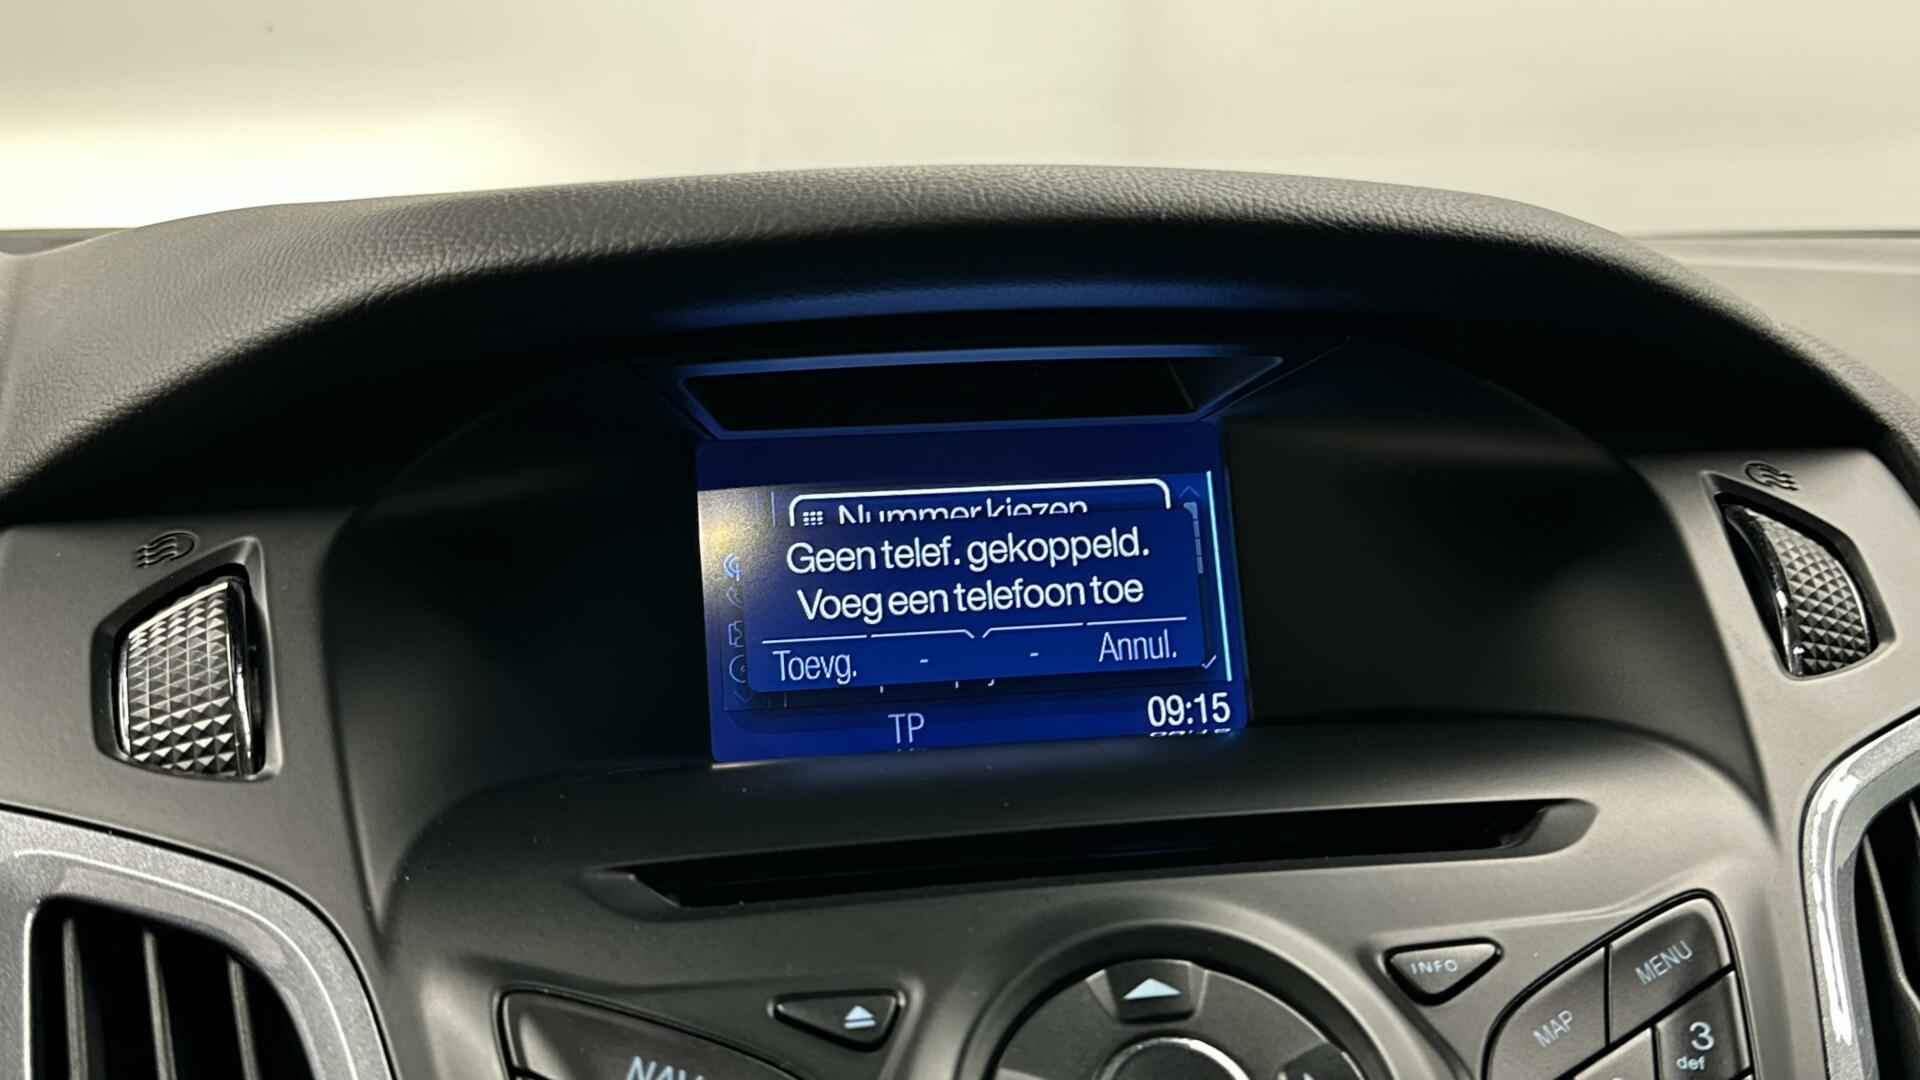 Nummer kiezen
Geen telef. gekoppeld.
Voeg een telefoon toe
Toevg. - - Annul.
TP 09:15
INFO
MENU
MAP
3
def
NAV